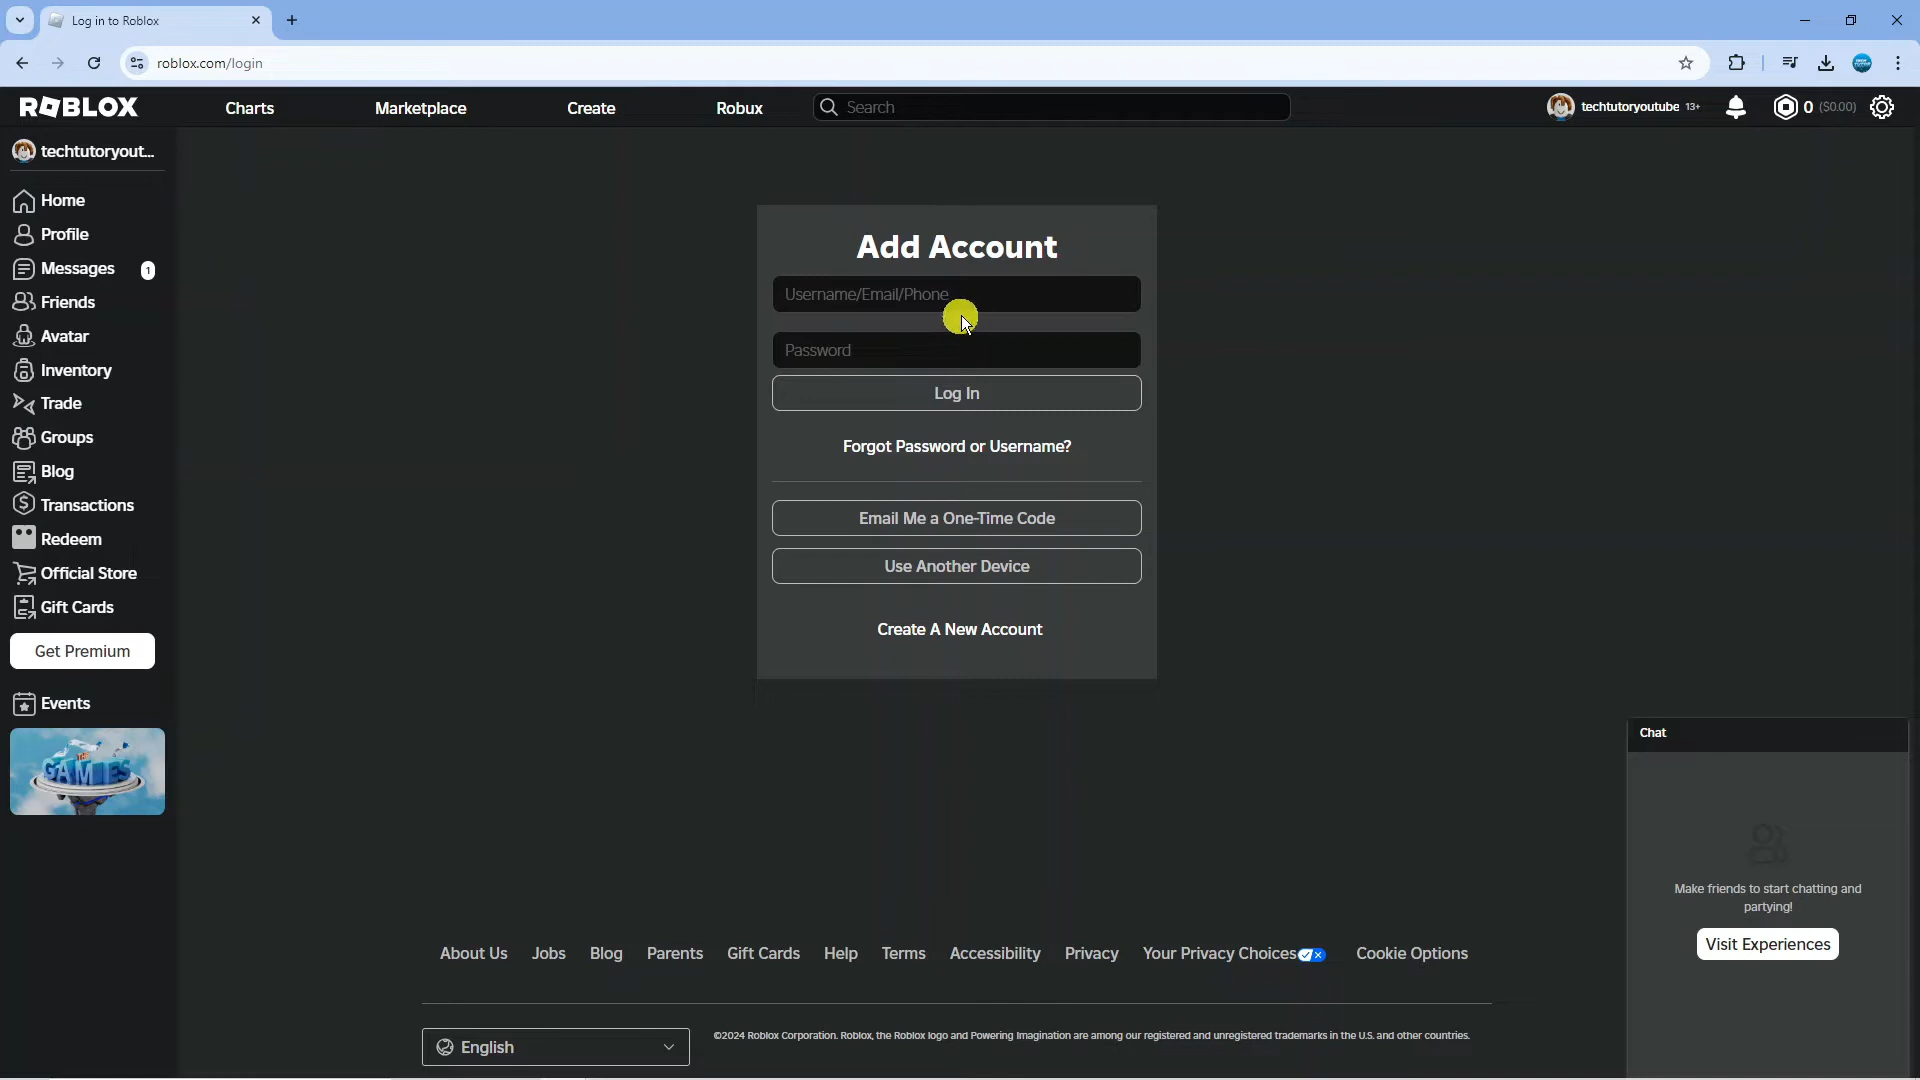 Log in to Roblox
roblox.com/login
ROBLOX
Charts
Marketplace
Create
Robux
Search
techtutoryoutube 13+
0 ($0.00)
techtutoryout...
Home
Profile
Messages 1
Friends
Avatar
Inventory
Trade
Groups
Blog
Transactions
Redeem
Official Store
Gift Cards
Get Premium
Events
THE
GAMES
Add Account
Username/Email/Phone
Password
Log In
Forgot Password or Username?
Email Me a One-Time Code
Use Another Device
Create A New Account
Chat
Make friends to start chatting and
partying!
Visit Experiences
About Us
Jobs
Blog
Parents
Gift Cards
Help
Terms
Accessibility
Privacy
Your Privacy Choices
Cookie Options
English
©2024 Roblox Corporation. Roblox, the Roblox logo and Powering Imagination are among our registered and unregistered trademarks in the U.S. and other countries.